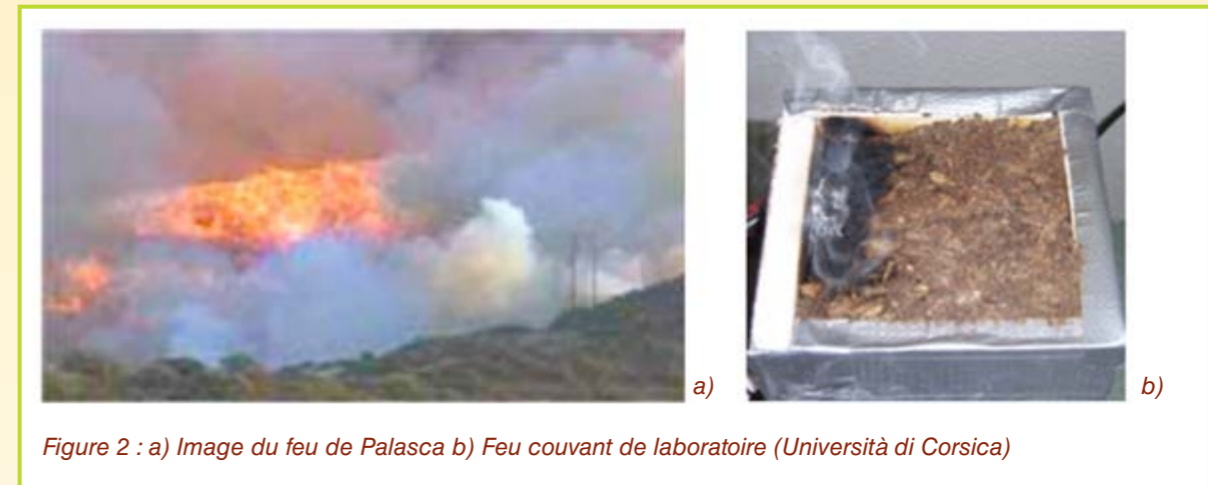 a)
b)
Figure 2 : a) Image du feu de Palasca b) Feu couvant de laboratoire (Università di Corsica)